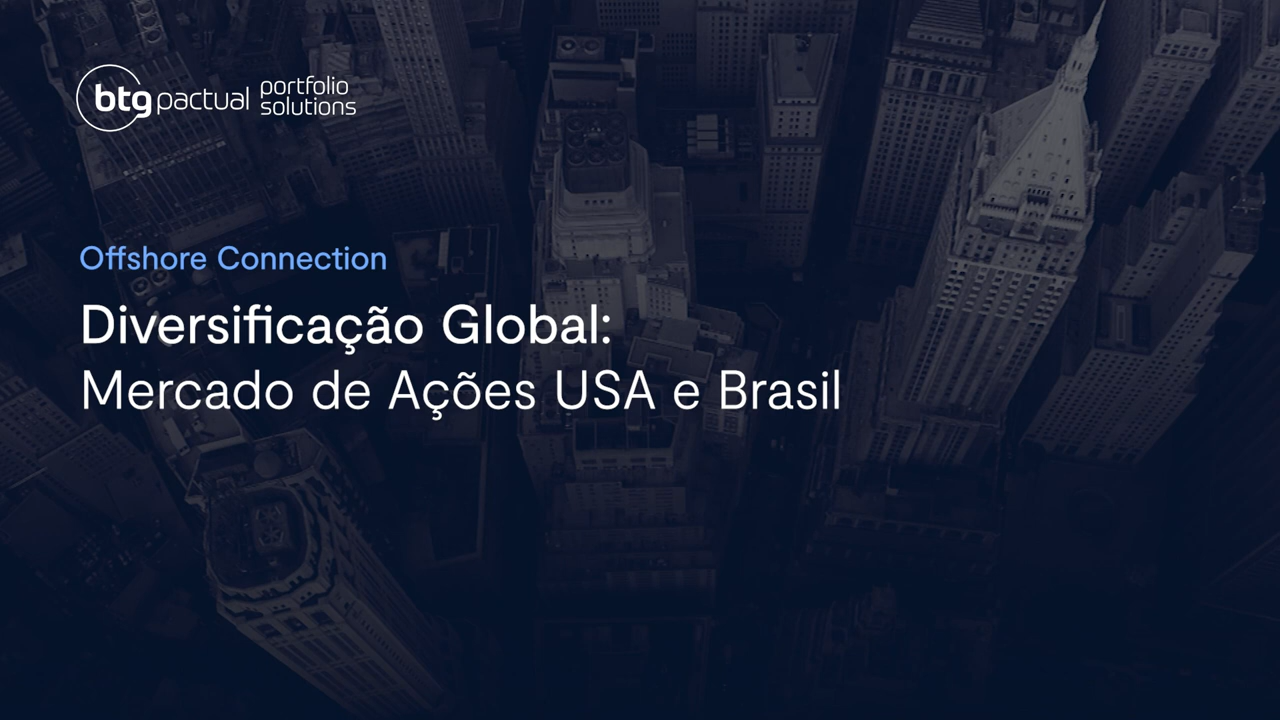 btg pactual portfolio solutions
Offshore Connection
Diversificação Global:
Mercado de Ações USA e Brasil